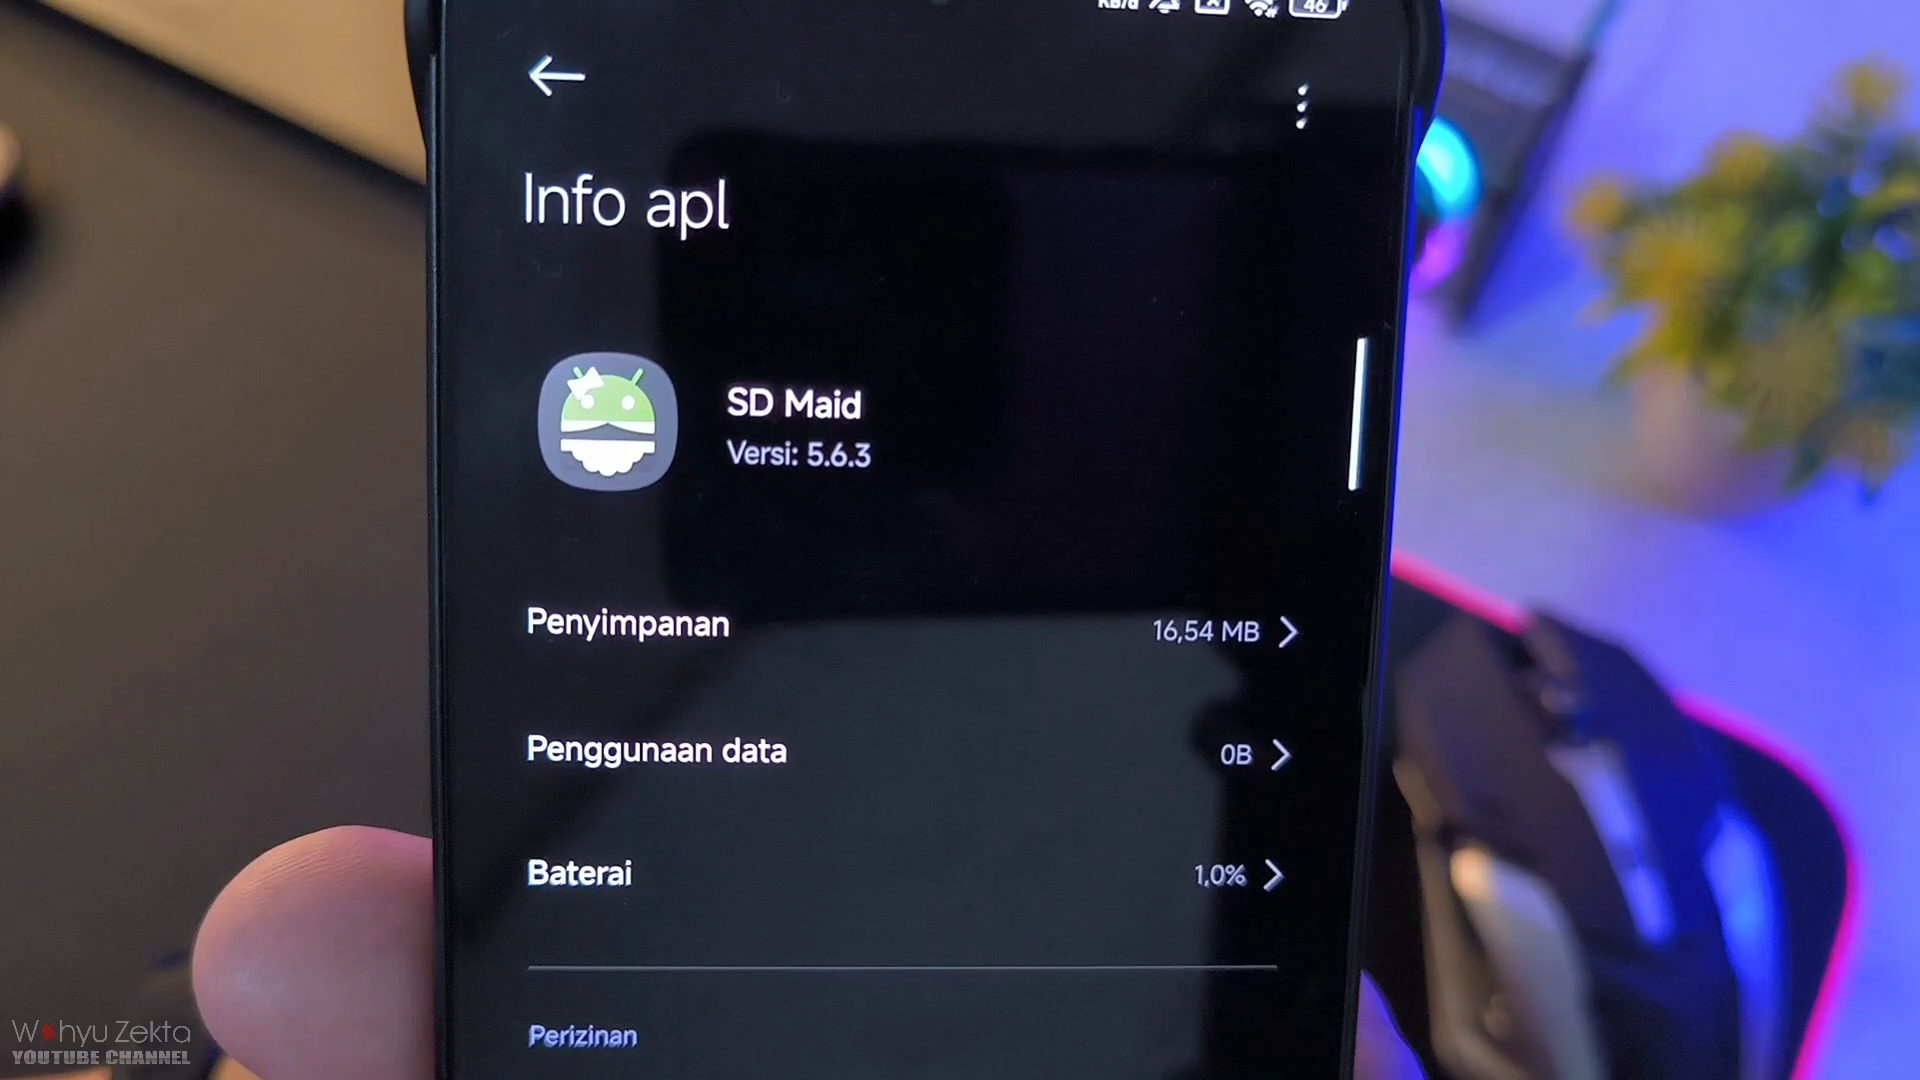 46
Info apl
SD Maid
Versi: 5.6.3
Penyimpanan
16,54 MB
Penggunaan data
0B
Baterai
1,0%
Perizinan
Wahyu Zekta
YOUTUBE CHANNEL